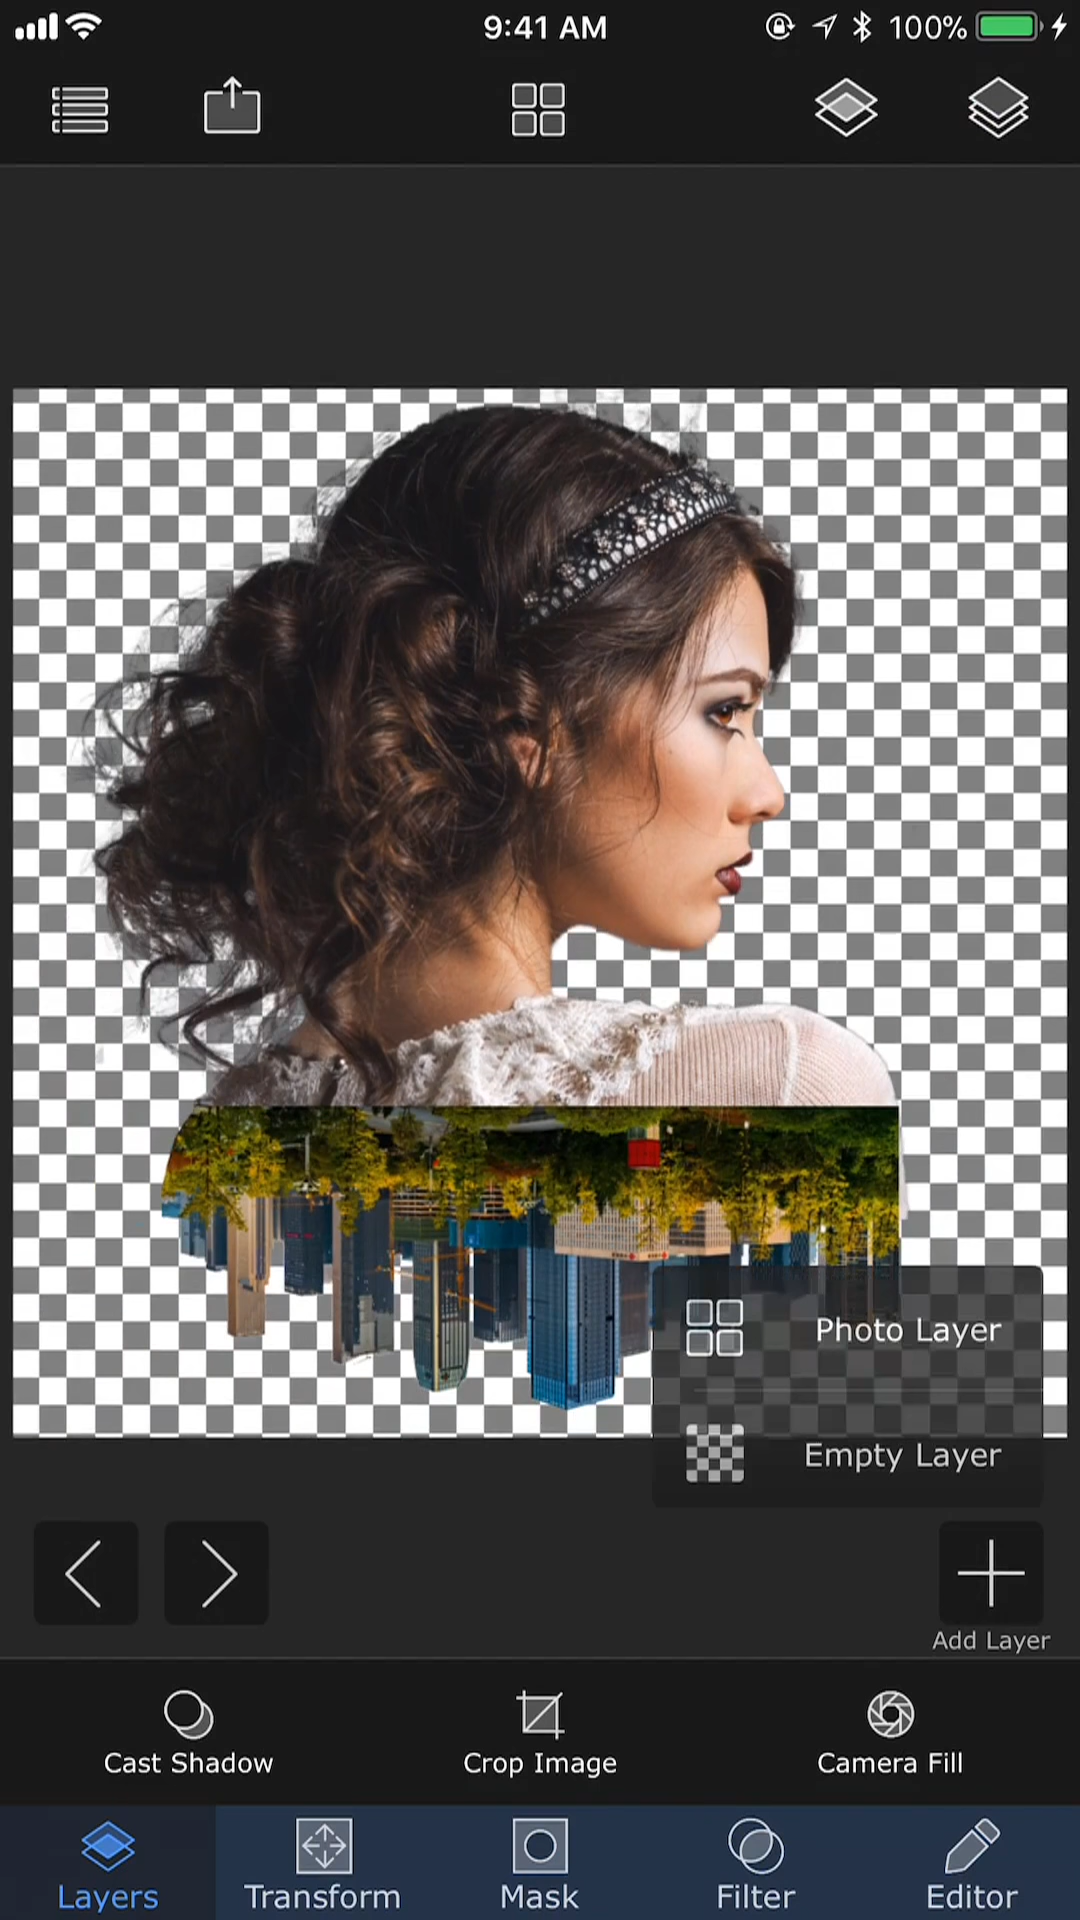 9:41 AM
100%
Photo Layer
Empty Layer
Add Layer
Cast Shadow
Crop Image
Camera Fill
Layers
Transform
Mask
Filter
Editor